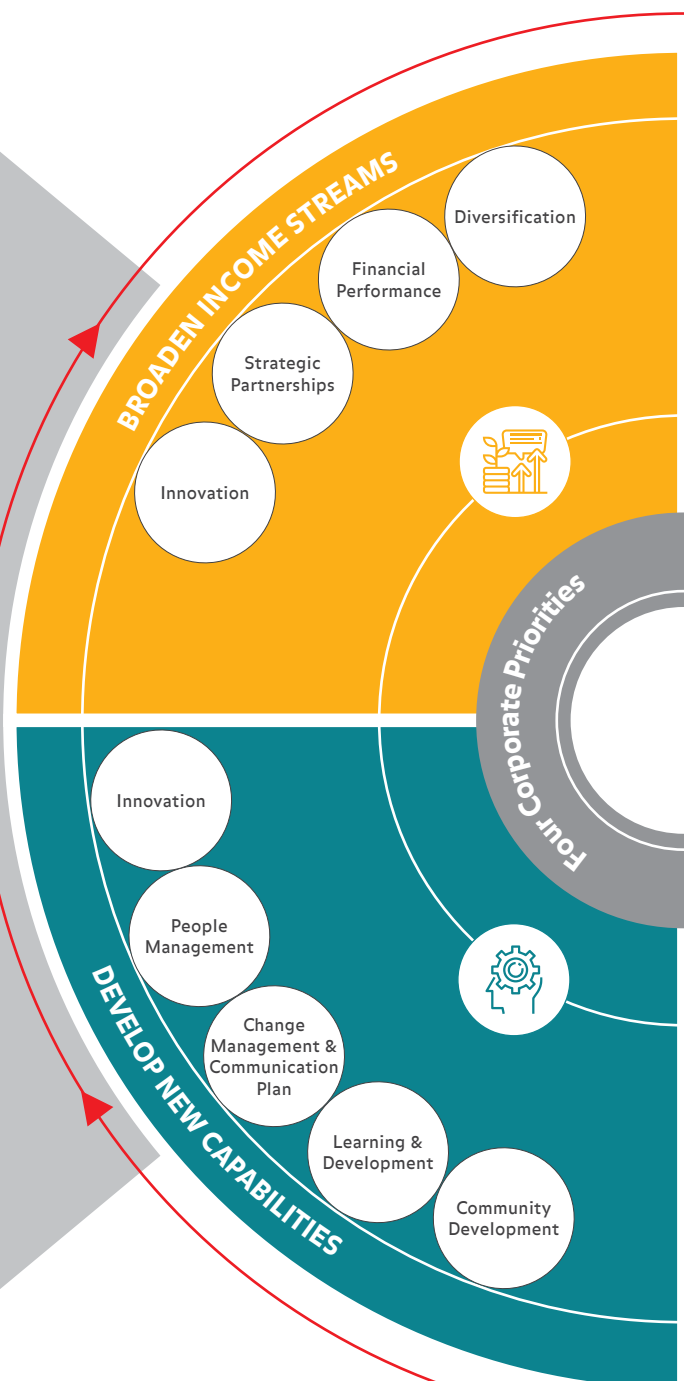 BROADEN INCOME STREAMS
Diversification
Financial
Performance
Strategic
Partnerships
Innovation
Four Corporate Priorities
Innovation
People
Management
Change
Management &
Communication
Plan
Learning &
Development
Community
Development
DEVELOP NEW CAPABILITIES